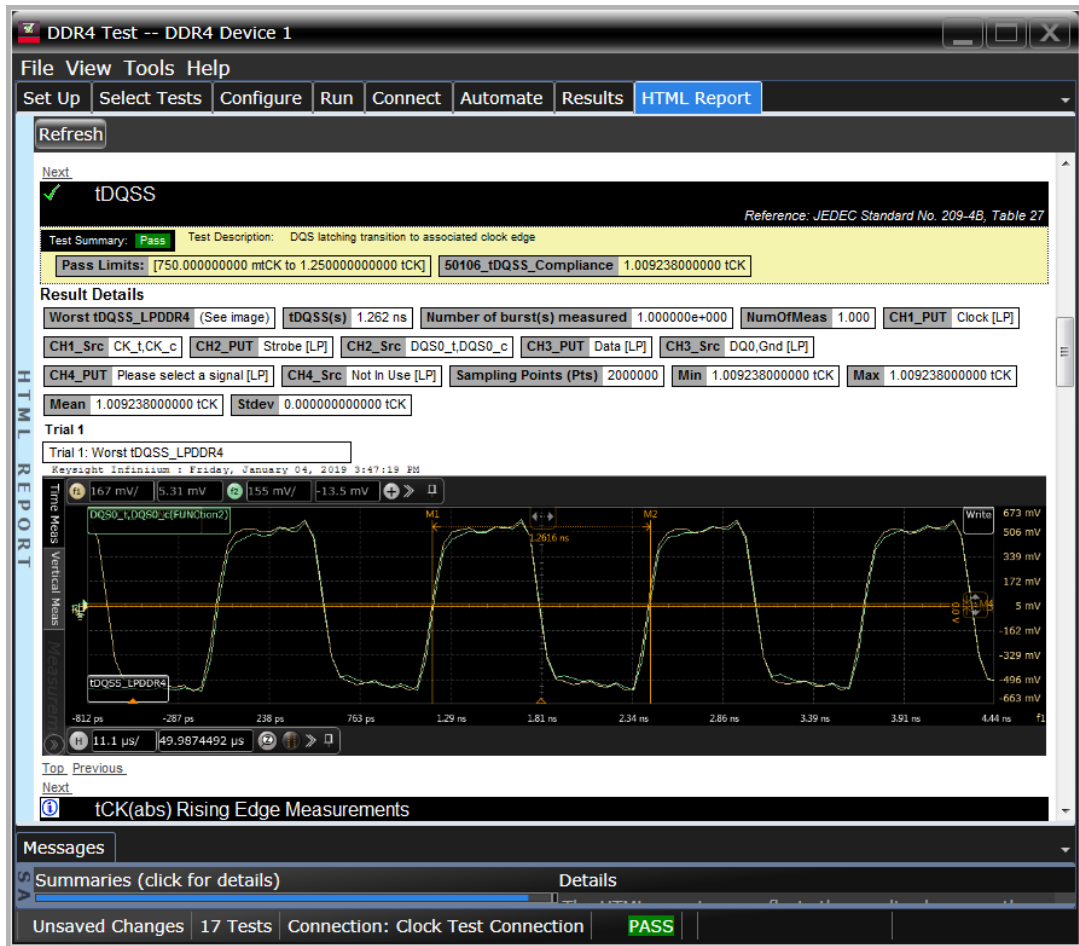 DDR4 Test -- DDR4 Device 1
File View Tools Help
Set Up Select Tests Configure Run Connect Automate Results HTML Report
Refresh
HTML REPORT
Next
tDQSS
Reference: JEDEC Standard No. 209-4B, Table 27
Test Summary: Pass Test Description: DQS latching transition to associated clock edge
Pass Limits: [750.000000000 mtCK to 1.250000000000 tCK] 50106_tDQSS_Compliance 1.009238000000 tCK
Result Details
Worst tDQSS_LPDDR4 (See image) tDQSS(s) 1.262 ns Number of burst(s) measured 1.000000e+000 NumOfMeas 1.000 CH1_PUT Clock [LP]
CH1_Src CK_t,CK_c CH2_PUT Strobe [LP] CH2_Src DQS0_t,DQS0_c CH3_PUT Data [LP] CH3_Src DQ0,Gnd [LP]
CH4_PUT Please select a signal [LP] CH4_Src Not In Use [LP] Sampling Points (Pts) 2000000 Min 1.009238000000 tCK Max 1.009238000000 tCK
Mean 1.009238000000 tCK Stdev 0.000000000000 tCK
Trial 1
Trial 1: Worst tDQSS_LPDDR4
Keysight Infiniium : Friday, January 04, 2019 3:47:19 PM
f1 167 mV/ 5.31 mV f2 155 mV/ -13.5 mV
Time Meas
Vertical Meas
DQS0_t,DQS0_c(FUNCtion2) M1 M2 Write 673 mV
506 mV
1.2616 ns
339 mV
172 mV
5 mV
0.0 V
-162 mV
-329 mV
tDQSS_LPDDR4 -496 mV
-663 mV
-812 ps -287 ps 238 ps 763 ps 1.29 ns 1.81 ns 2.34 ns 2.86 ns 3.39 ns 3.91 ns 4.44 ns f1
H 11.1 µs/ 49.9874492 µs
Top Previous
Next
tCK(abs) Rising Edge Measurements
Messages
Summaries (click for details) Details
Unsaved Changes 17 Tests Connection: Clock Test Connection PASS